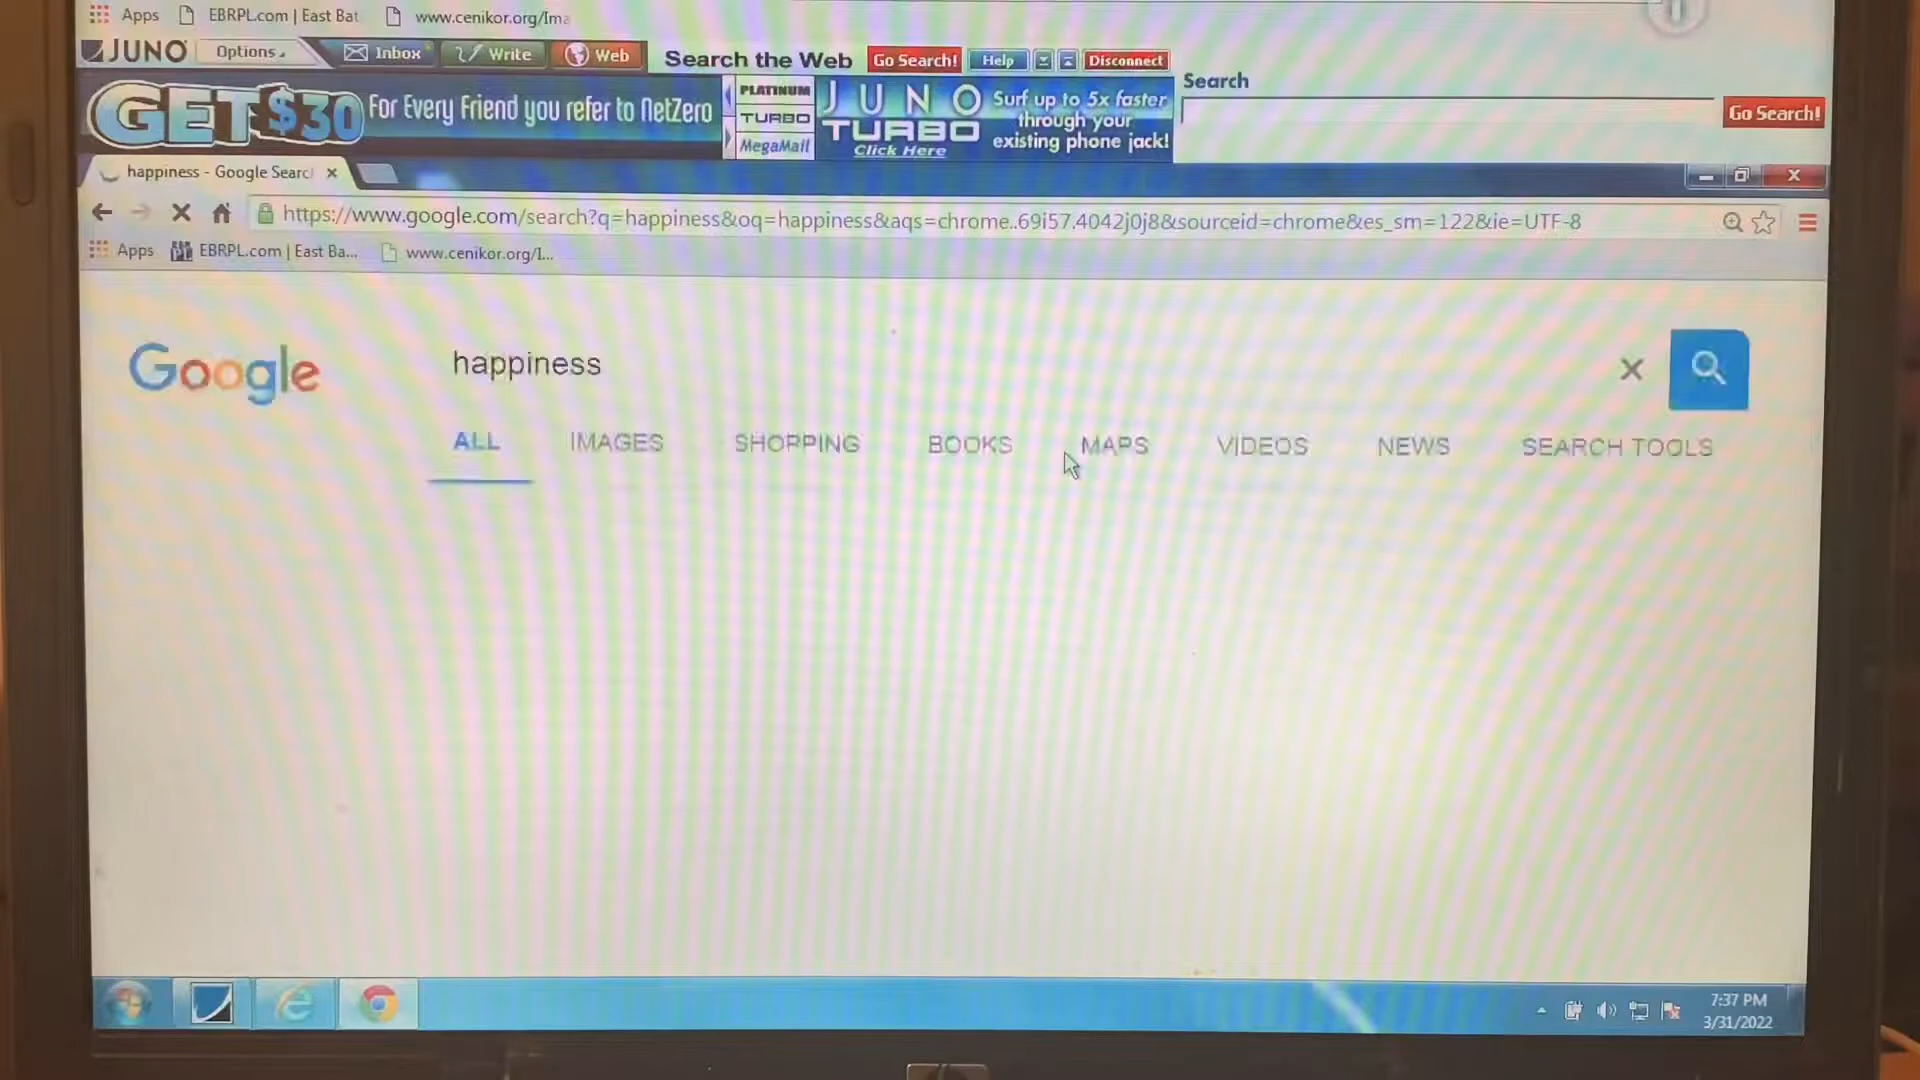 Apps EBRPL.com | East Bat www.cenikor.org/Ima
JUNO Options Inbox Write Web Search the Web Go Search! Help Disconnect
Search
Go Search!
GET $30 For Every Friend you refer to NetZero
PLATINUM
TURBO
MegaMail
JUNO
TURBO
Click Here
Surf up to 5x faster
through your
existing phone jack!
happiness - Google Searc
https://www.google.com/search?q=happiness&oq=happiness&aqs=chrome..69i57.4042j0j8&sourceid=chrome&es_sm=122&ie=UTF-8
Apps EBRPL.com | East Ba... www.cenikor.org/I...
Google happiness
ALL IMAGES SHOPPING BOOKS MAPS VIDEOS NEWS SEARCH TOOLS
7:37 PM
3/31/2022